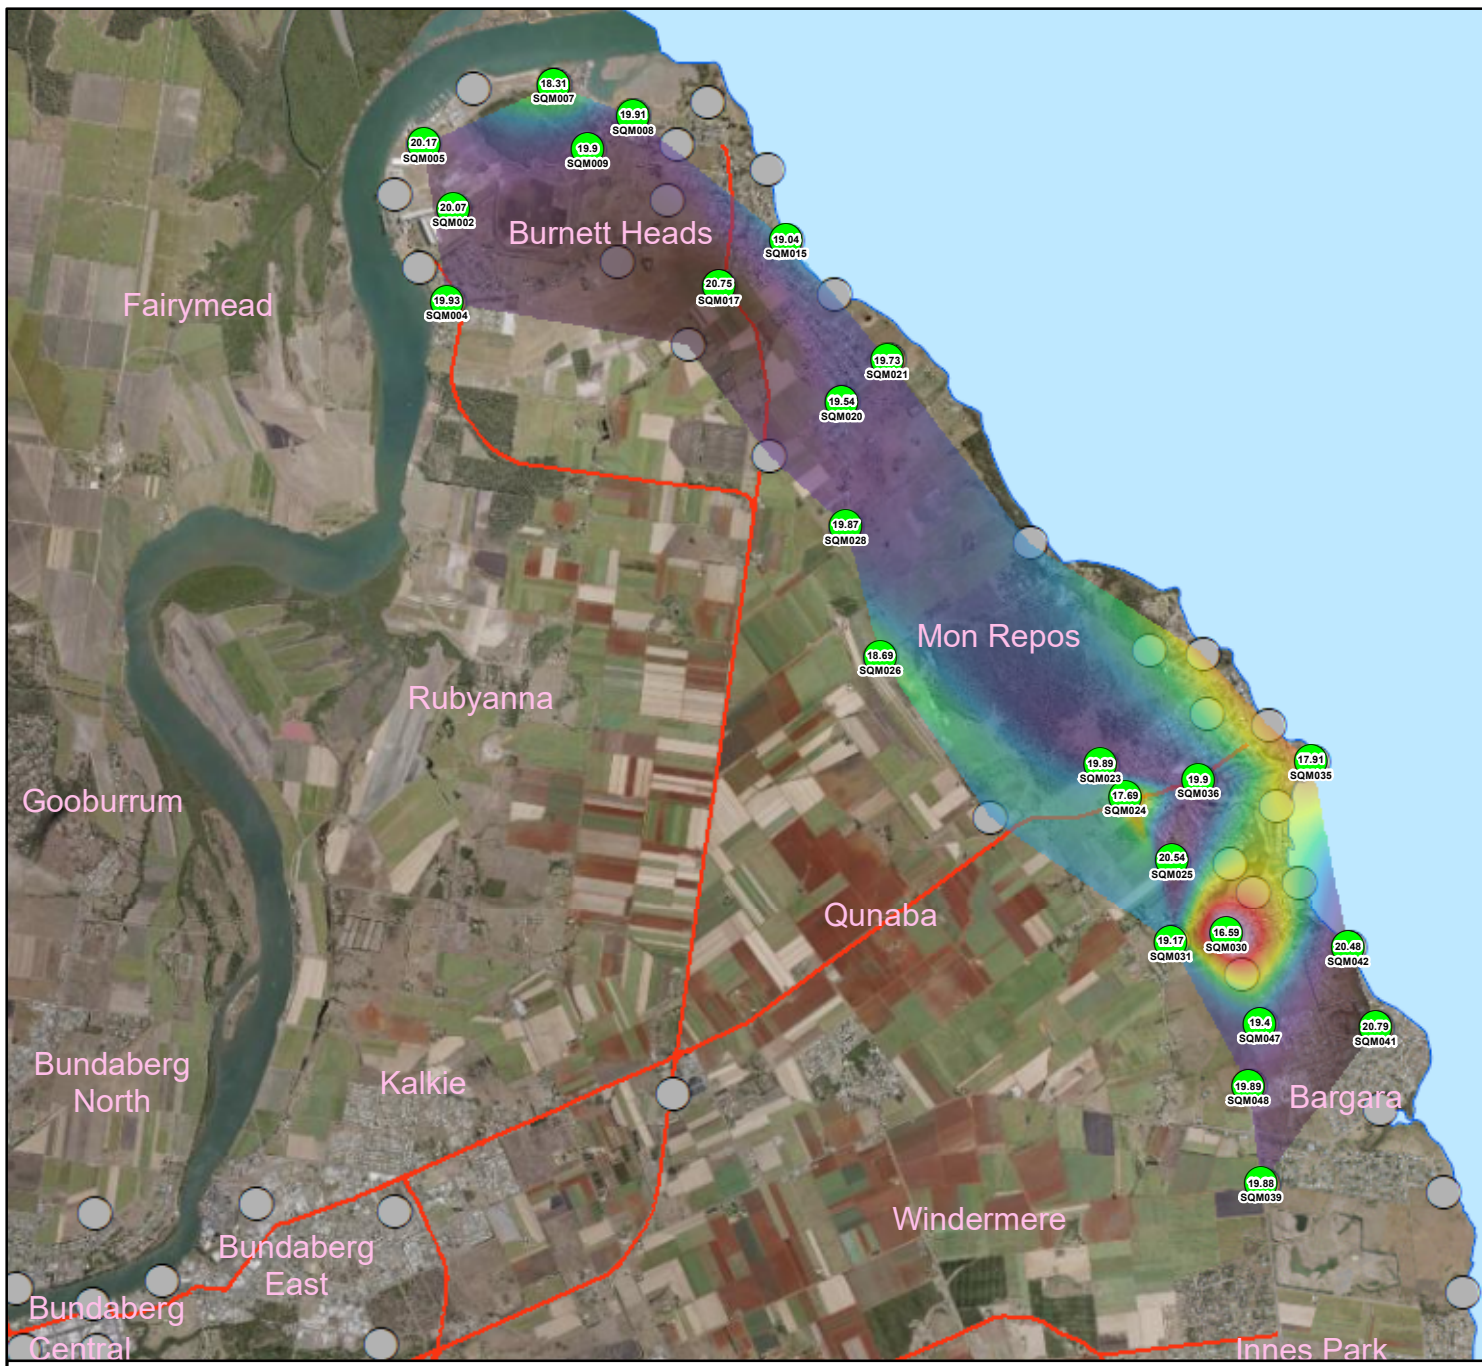 18.31
SQM007
19.91
SQM008
20.17
SQM005
19.9
SQM009
20.07
SQM002
Burnett Heads
19.04
SQM015
20.75
SQM017
19.93
SQM004
Fairymead
19.73
SQM021
19.54
SQM020
19.87
SQM028
Mon Repos
18.69
SQM026
Rubyanna
19.89
SQM023
19.9
SQM036
17.91
SQM035
17.69
SQM024
Gooburrum
20.54
SQM025
Qunaba
19.17
SQM031
16.59
SQM030
20.48
SQM042
19.4
SQM047
20.79
SQM041
Bundaberg
North
Kalkie
19.89
SQM048
Bargara
19.88
SQM039
Windermere
Bundaberg
East
Bundaberg
Central
Innes Park